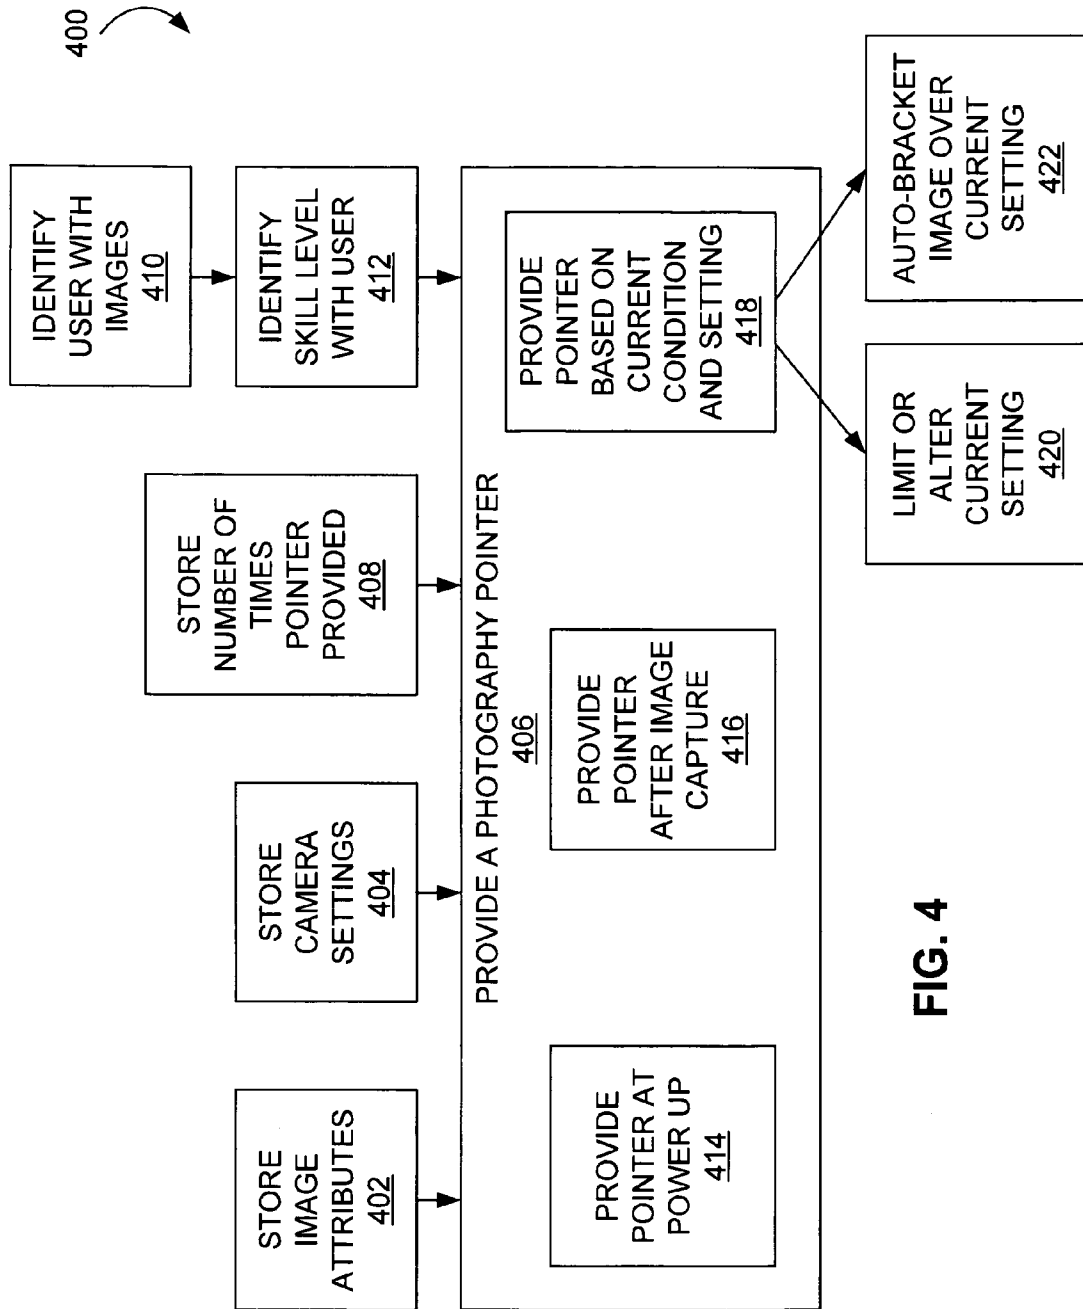 400
STORE
IMAGE
ATTRIBUTES
402
STORE
CAMERA
SETTINGS
404
STORE
NUMBER OF
TIMES
POINTER
PROVIDED
408
IDENTIFY
USER WITH
IMAGES
410
IDENTIFY
SKILL LEVEL
WITH USER
412
PROVIDE A PHOTOGRAPHY POINTER
406
PROVIDE
POINTER AT
POWER UP
414
PROVIDE
POINTER
AFTER IMAGE
CAPTURE
416
PROVIDE
POINTER
BASED ON
CURRENT
CONDITION
AND SETTING
418
LIMIT OR
ALTER
CURRENT
SETTING
420
AUTO-BRACKET
IMAGE OVER
CURRENT
SETTING
422
FIG. 4